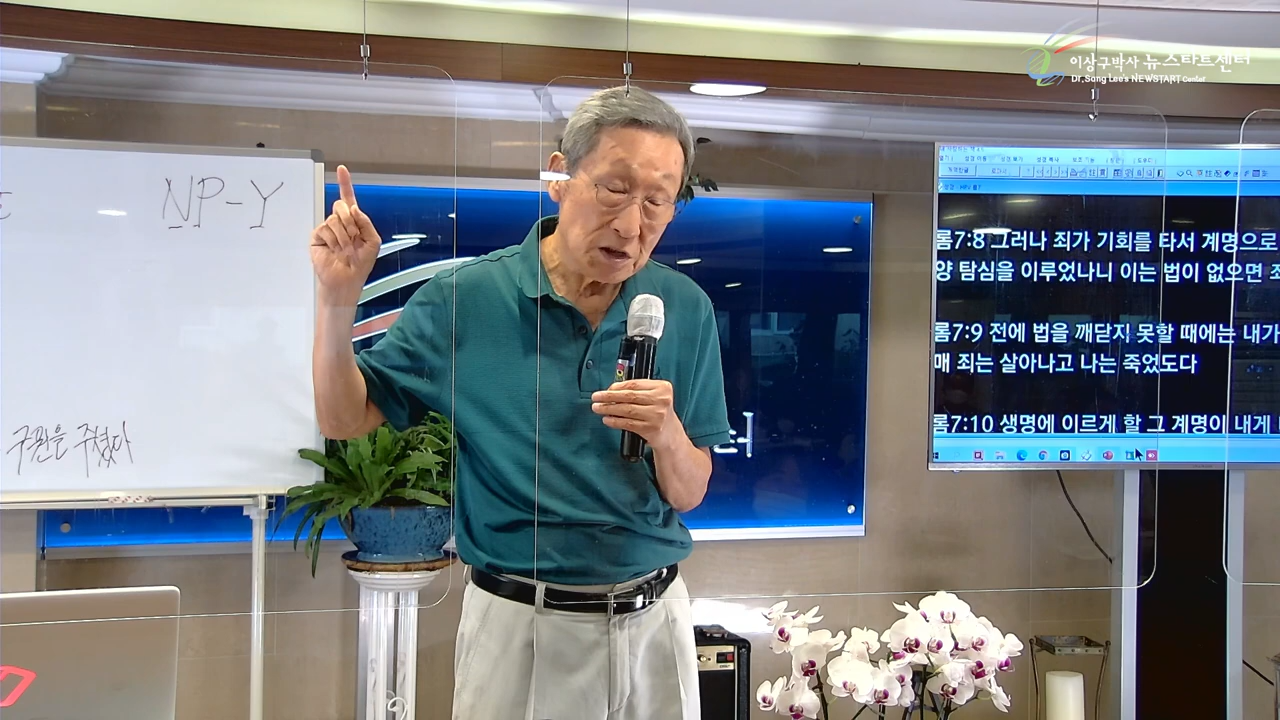 이상구박사 뉴스타트센터
Dr. Sang Lee's NEWSTART Center
NP-Y
구원을 주셨다
터
롬7:8 그러나 죄가 기회를 타서 계명으로
양 탐심을 이루었나니 이는 법이 없으면 죄
롬7:9 전에 법을 깨닫지 못할 때에는 내가
매 죄는 살아나고 나는 죽었도다
롬7:10 생명에 이르게 할 그 계명이 내게